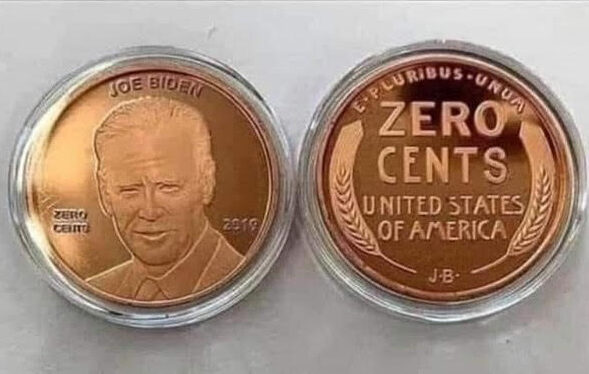 JOE BIDEN
ZERO
CENTS
2019
E·PLURIBUS·UNUM
ZERO
CENTS
UNITED STATES
OF AMERICA
J·B·